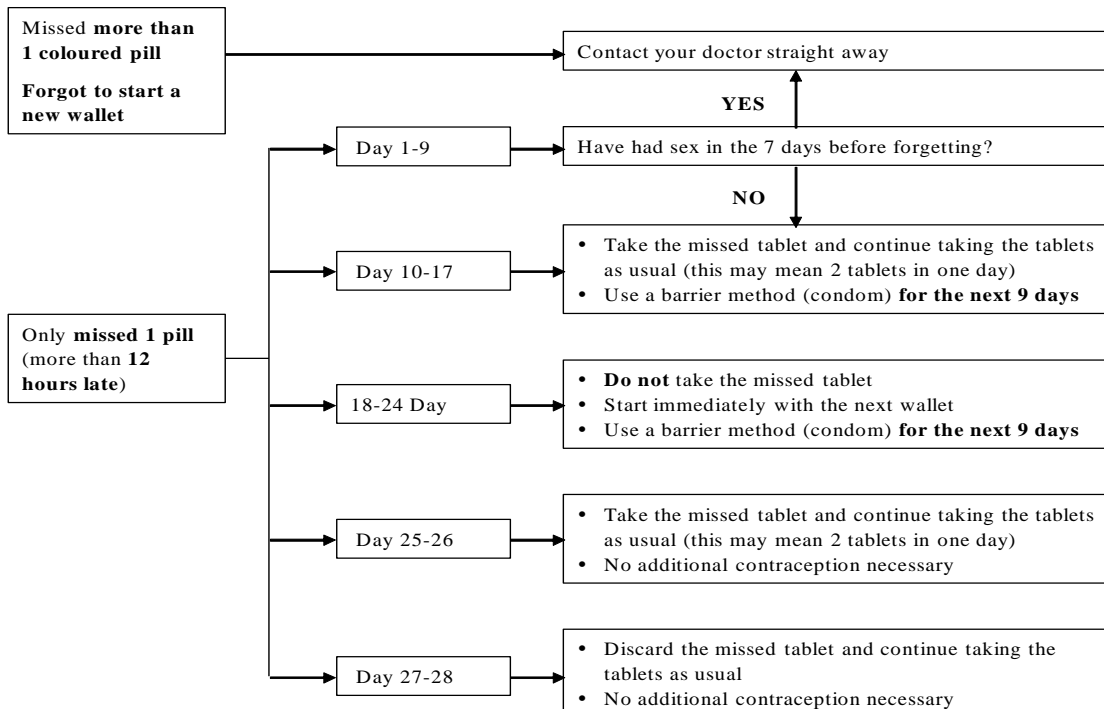 Missed more than
1 coloured pill
Forgot to start a
new wallet
Contact your doctor straight away
YES
Day 1-9
Have had sex in the 7 days before forgetting?
NO
Day 10-17
• Take the missed tablet and continue taking the tablets
as usual (this may mean 2 tablets in one day)
• Use a barrier method (condom) for the next 9 days
Only missed 1 pill
(more than 12
hours late)
18-24 Day
• Do not take the missed tablet
• Start immediately with the next wallet
• Use a barrier method (condom) for the next 9 days
Day 25-26
• Take the missed tablet and continue taking the tablets
as usual (this may mean 2 tablets in one day)
• No additional contraception necessary
Day 27-28
• Discard the missed tablet and continue taking the
tablets as usual
• No additional contraception necessary